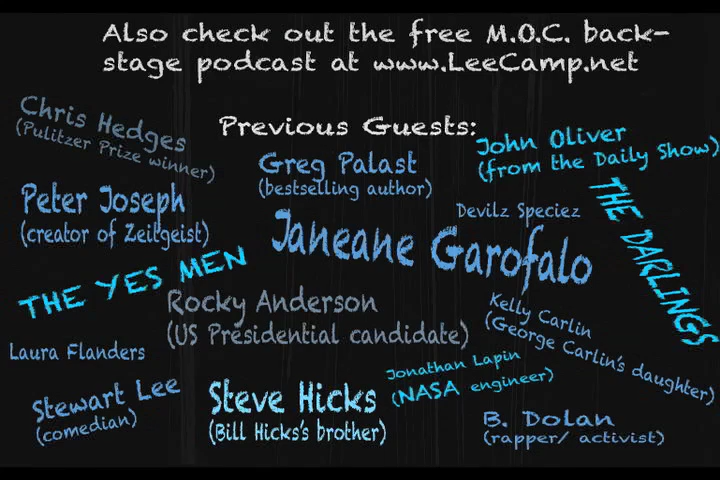 Also check out the free M.O.C. back-
stage podcast at www.LeeCamp.net
Previous Guests:
Chris Hedges
(Pulitzer Prize winner)
Greg Palast
(bestselling author)
John Oliver
(from the Daily Show)
Peter Joseph
(creator of Zeitgeist)
Devilz Speciez
Janeane Garofalo
THE DARLINGS
THE YES MEN
Rocky Anderson
(US Presidential candidate)
Kelly Carlin
(George Carlin's daughter)
Laura Flanders
Jonathan Lapin
(NASA engineer)
Stewart Lee
(comedian)
Steve Hicks
(Bill Hicks's brother)
B. Dolan
(rapper/ activist)